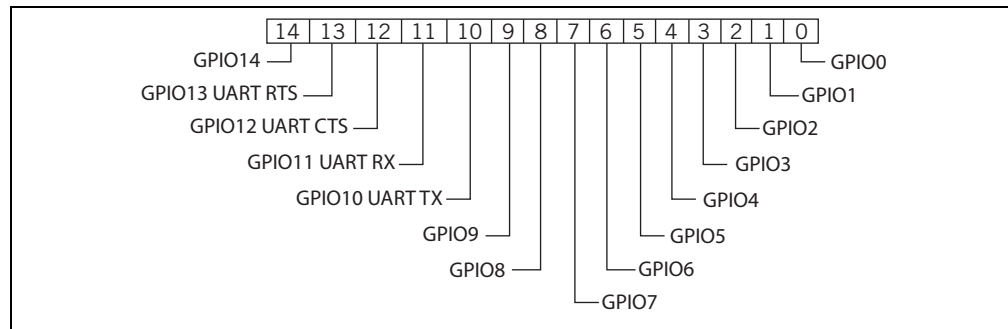 14 13 12 11 10 9 8 7 6 5 4 3 2 1 0
GPIO14 GPIO0
GPIO13 UART RTS GPIO1
GPIO12 UART CTS GPIO2
GPIO11 UART RX GPIO3
GPIO10 UART TX GPIO4
GPIO9 GPIO5
GPIO8 GPIO6
GPIO7